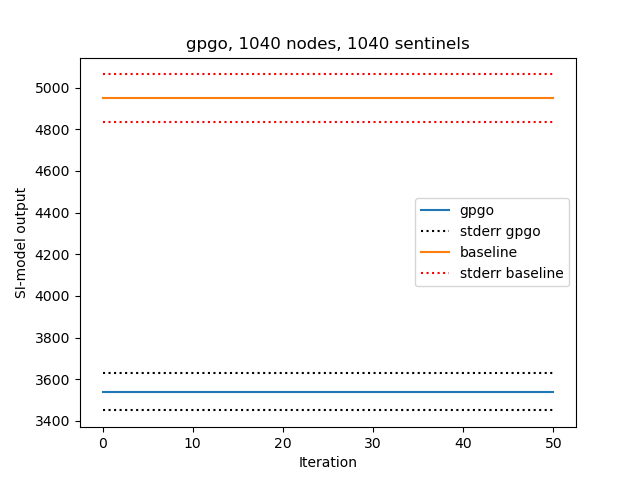 gpgo, 1040 nodes, 1040 sentinels
5000
4800
4600
4400
4200
4000
3800
3600
3400
SI-model output
gpgo
stderr gpgo
baseline
stderr baseline
0 10 20 30 40 50
Iteration